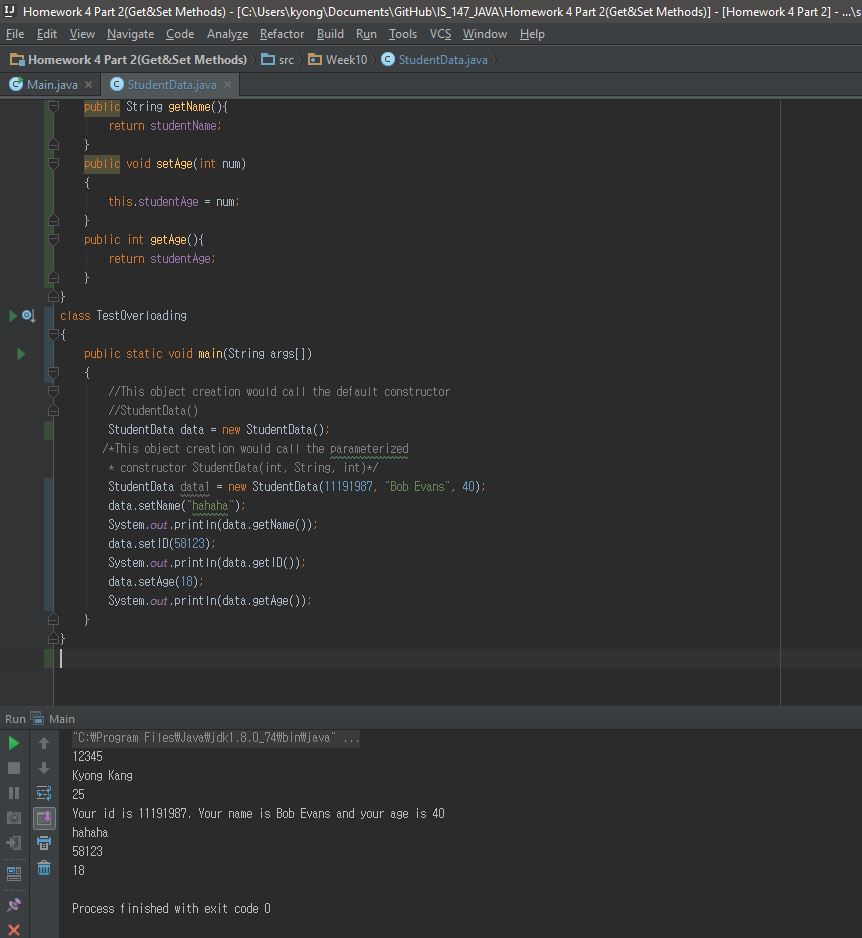 Homework 4 Part 2(Get&Set Methods) - [C:\Users\kyong\Documents\GitHub\IS_147_JAVA\Homework 4 Part 2(Get&Set Methods)] - [Homework 4 Part 2] - ...\s
File Edit View Navigate Code Analyze Refactor Build Run Tools VCS Window Help
Homework 4 Part 2(Get&Set Methods) src Week10 StudentData.java
Main.java × StudentData.java ×
public String getName(){
return studentName;
}
public void setAge(int num)
{
this.studentAge = num;
}
public int getAge(){
return studentAge;
}
}
class TestOverloading
{
public static void main(String args[])
{
//This object creation would call the default constructor
//StudentData()
StudentData data = new StudentData();
/*This object creation would call the parameterized
* constructor StudentData(int, String, int)*/
StudentData data1 = new StudentData(11191987, "Bob Evans", 40);
data.setName("hahaha");
System.out.println(data.getName());
data.setID(58123);
System.out.println(data.getID());
data.setAge(18);
System.out.println(data.getAge());
}
}
Run Main
"C:₩Program Files₩Java₩jdk1.8.0_74₩bin₩java" ...
12345
Kyong Kang
25
Your id is 11191987. Your name is Bob Evans and your age is 40
hahaha
58123
18
Process finished with exit code 0